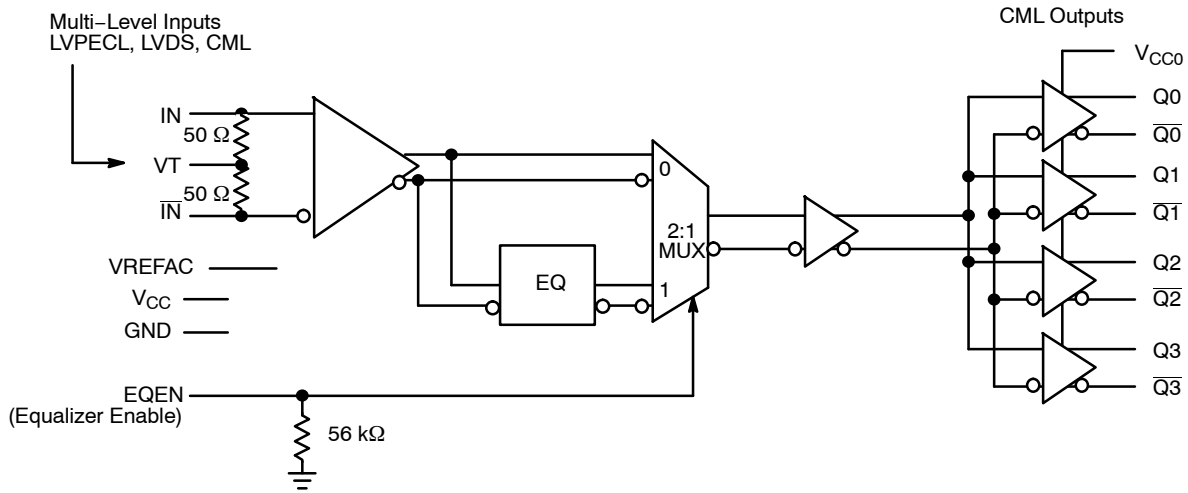 Multi–Level Inputs
LVPECL, LVDS, CML
CML Outputs
VCC0
IN
50 Ω
VT
50 Ω
IN
VREFAC
VCC
GND
EQEN
(Equalizer Enable)
56 kΩ
0
2:1
MUX
1
EQ
Q0
Q0
Q1
Q1
Q2
Q2
Q3
Q3